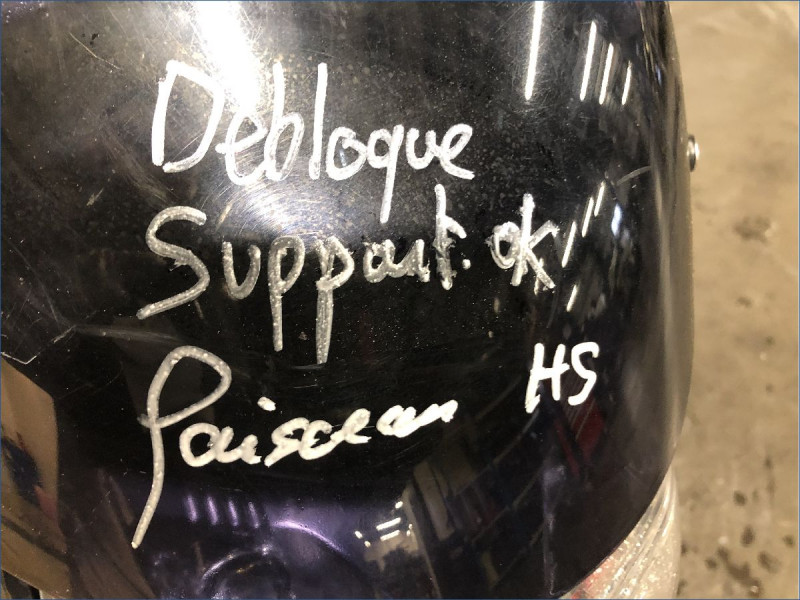 Debloque
Support. ok
faisceau HS